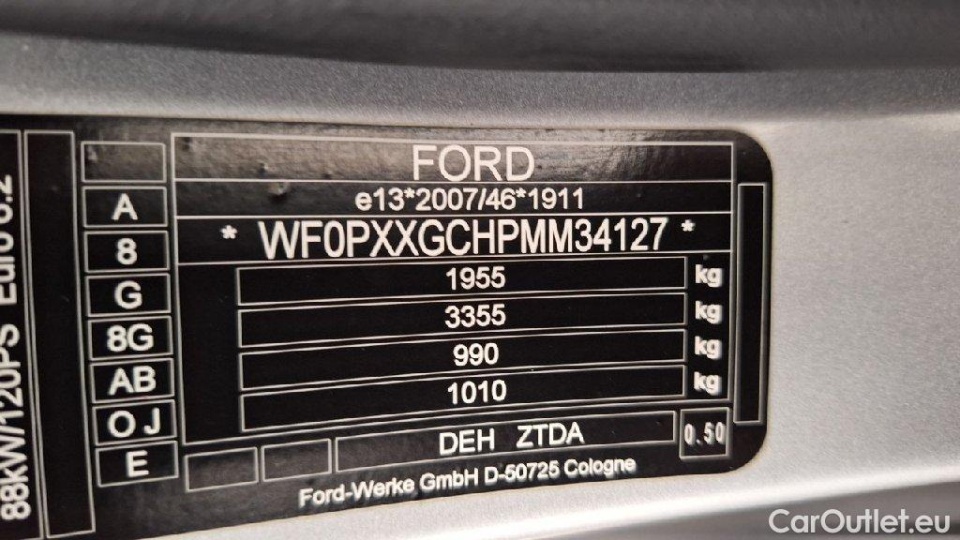 FORD
e13*2007/46*1911
* WF0PXXGCHPMM34127 *
1955 kg
3355 kg
990 kg
1010 kg
DEH ZTDA 0.50
Ford-Werke GmbH D-50725 Cologne
A
8
G
8G
AB
O J
E
88kW/120PS Euro 6.2
CarOutlet.eu